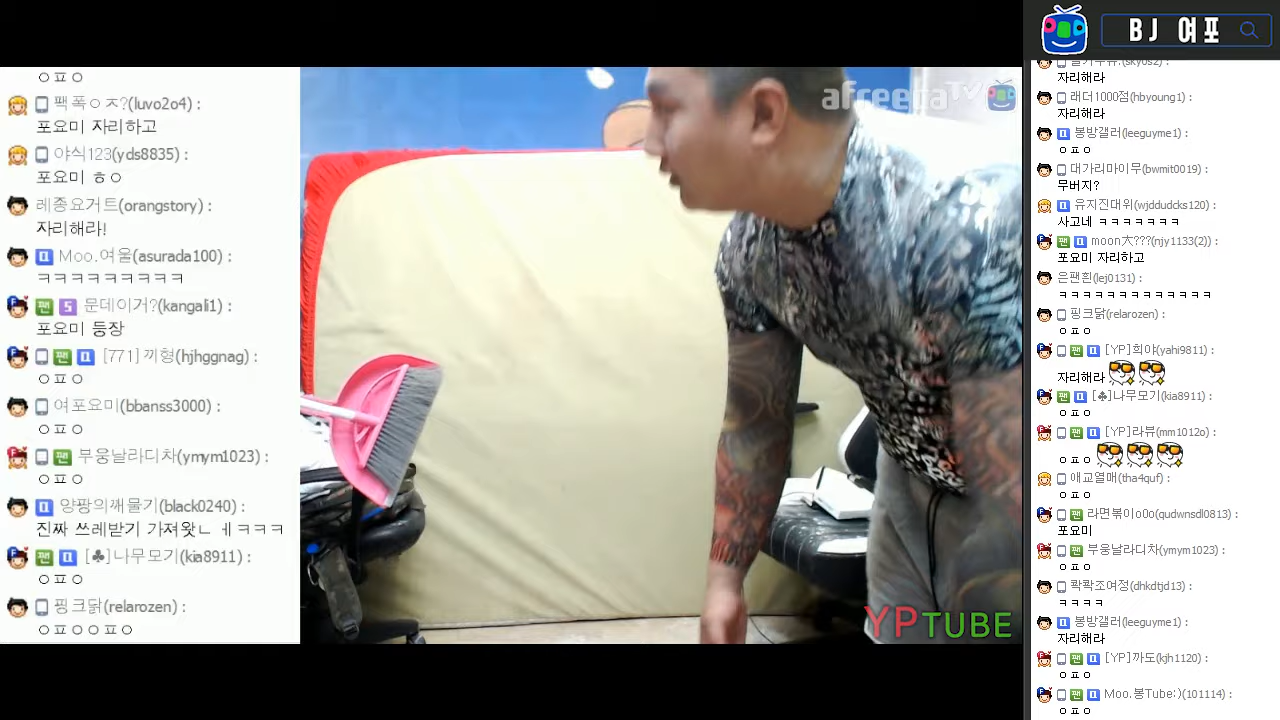 ㅇㅍㅇ
팩폭ㅇㅈ?(luvo2o4) :
포요미 자리하고
야식123(yds8835) :
포요미 ㅎㅇ
레종요거트(orangstory) :
자리해라!
Moo.여울(asurada100) :
ㅋㅋㅋㅋㅋㅋㅋㅋㅋ
팬 5 문데이거?(kangali1) :
포요미 등장
팬 [771]끼형(hjhggnag) :
ㅇㅍㅇ
여포요미(bbanss3000) :
ㅇㅍㅇ
팬 부웅날라디차(ymym1023) :
ㅇㅍㅇ
양팡의써물기(black0240) :
진짜 쓰레받기 가져왓ㄴ ㅔㅋㅋㅋ
팬 [♣]나무모기(kia8911) :
ㅇㅍㅇ
핑크닭(relarozen) :
ㅇㅍㅇㅇㅍㅇ
afreecaTV
YPTUBE
BJ 여포
자리해라
래더1000점(hbyoung1) :
자리해라
봉방갤러(leeguyme1) :
ㅇㅍㅇ
대가리마이무(bwmit0019) :
무버지?
유지진대위(wjddudcks120) :
사고네 ㅋㅋㅋㅋㅋㅋㅋ
팬 moon大???(njy1133(2)) :
포요미 자리하고
은팬흰(lej0131) :
ㅋㅋㅋㅋㅋㅋㅋㅋㅋㅋㅋㅋㅋ
핑크닭(relarozen) :
ㅇㅍㅇ
팬 [YP]희야(yahi9811) :
자리해라
팬 [♣]나무모기(kia8911) :
ㅇㅍㅇ
팬 [YP]라뷰(mm1012o) :
ㅇㅍㅇ
애교열매(tha4quf) :
ㅇㅍㅇ
팬 라면볶이o0o(qudwnsdl0813) :
포요미
팬 부웅날라디차(ymym1023) :
ㅇㅍㅇ
콱콱조여정(dhkdtjd13) :
ㅋㅋㅋㅋ
봉방갤러(leeguyme1) :
자리해라
팬 [YP]까도(kjh1120) :
ㅇㅍㅇ
팬 Moo.봉Tube:)(101114) :
ㅇㅍㅇ